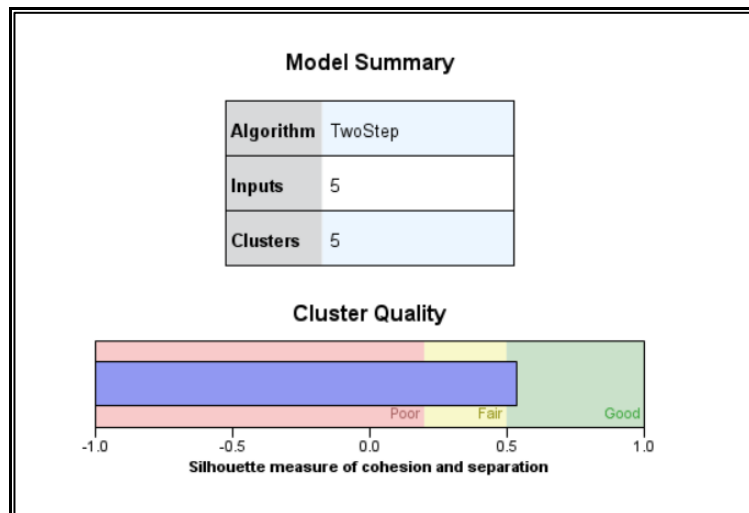 Model Summary
Algorithm TwoStep
Inputs 5
Clusters 5
Cluster Quality
Poor Fair Good
-1.0 -0.5 0.0 0.5 1.0
Silhouette measure of cohesion and separation